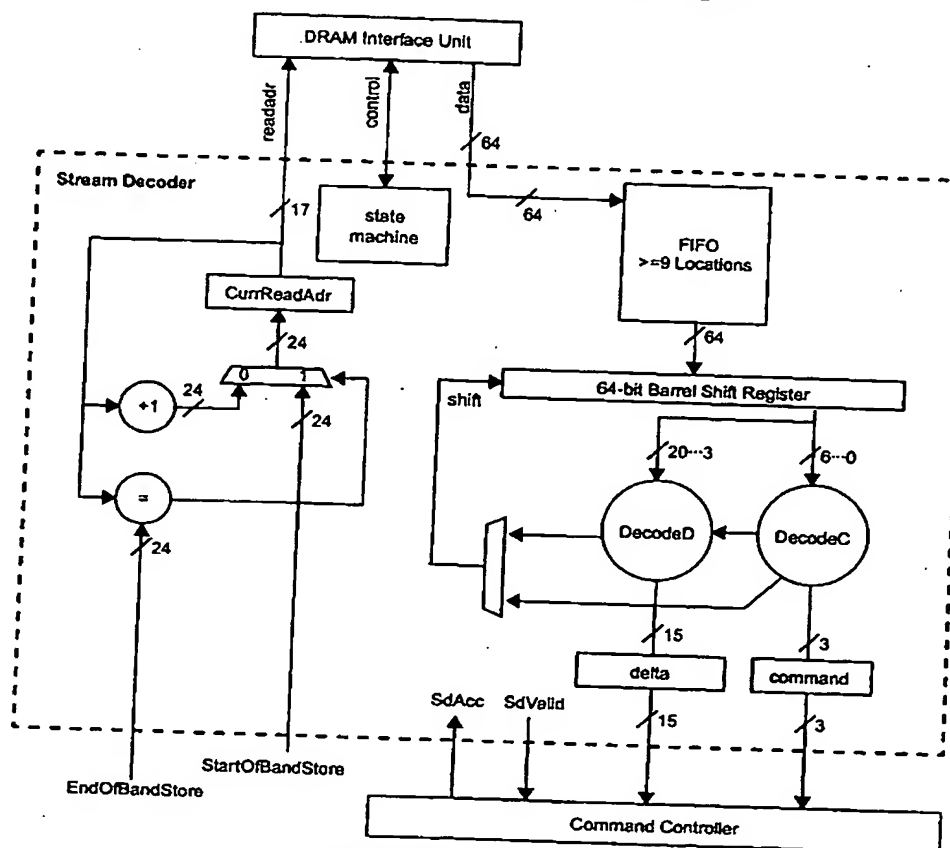 DRAM Interface Unit
readadr
control
data
64
Stream Decoder
17
state
machine
64
FIFO
>=9 Locations
CurrReadAdr
24
64
0 1
24
+1
24
shift
64-bit Barrel Shift Register
20...3
6...0
=
24
DecodeD
DecodeC
15
3
delta
command
SdAcc
SdValid
15
3
StartOfBandStore
EndOfBandStore
Command Controller